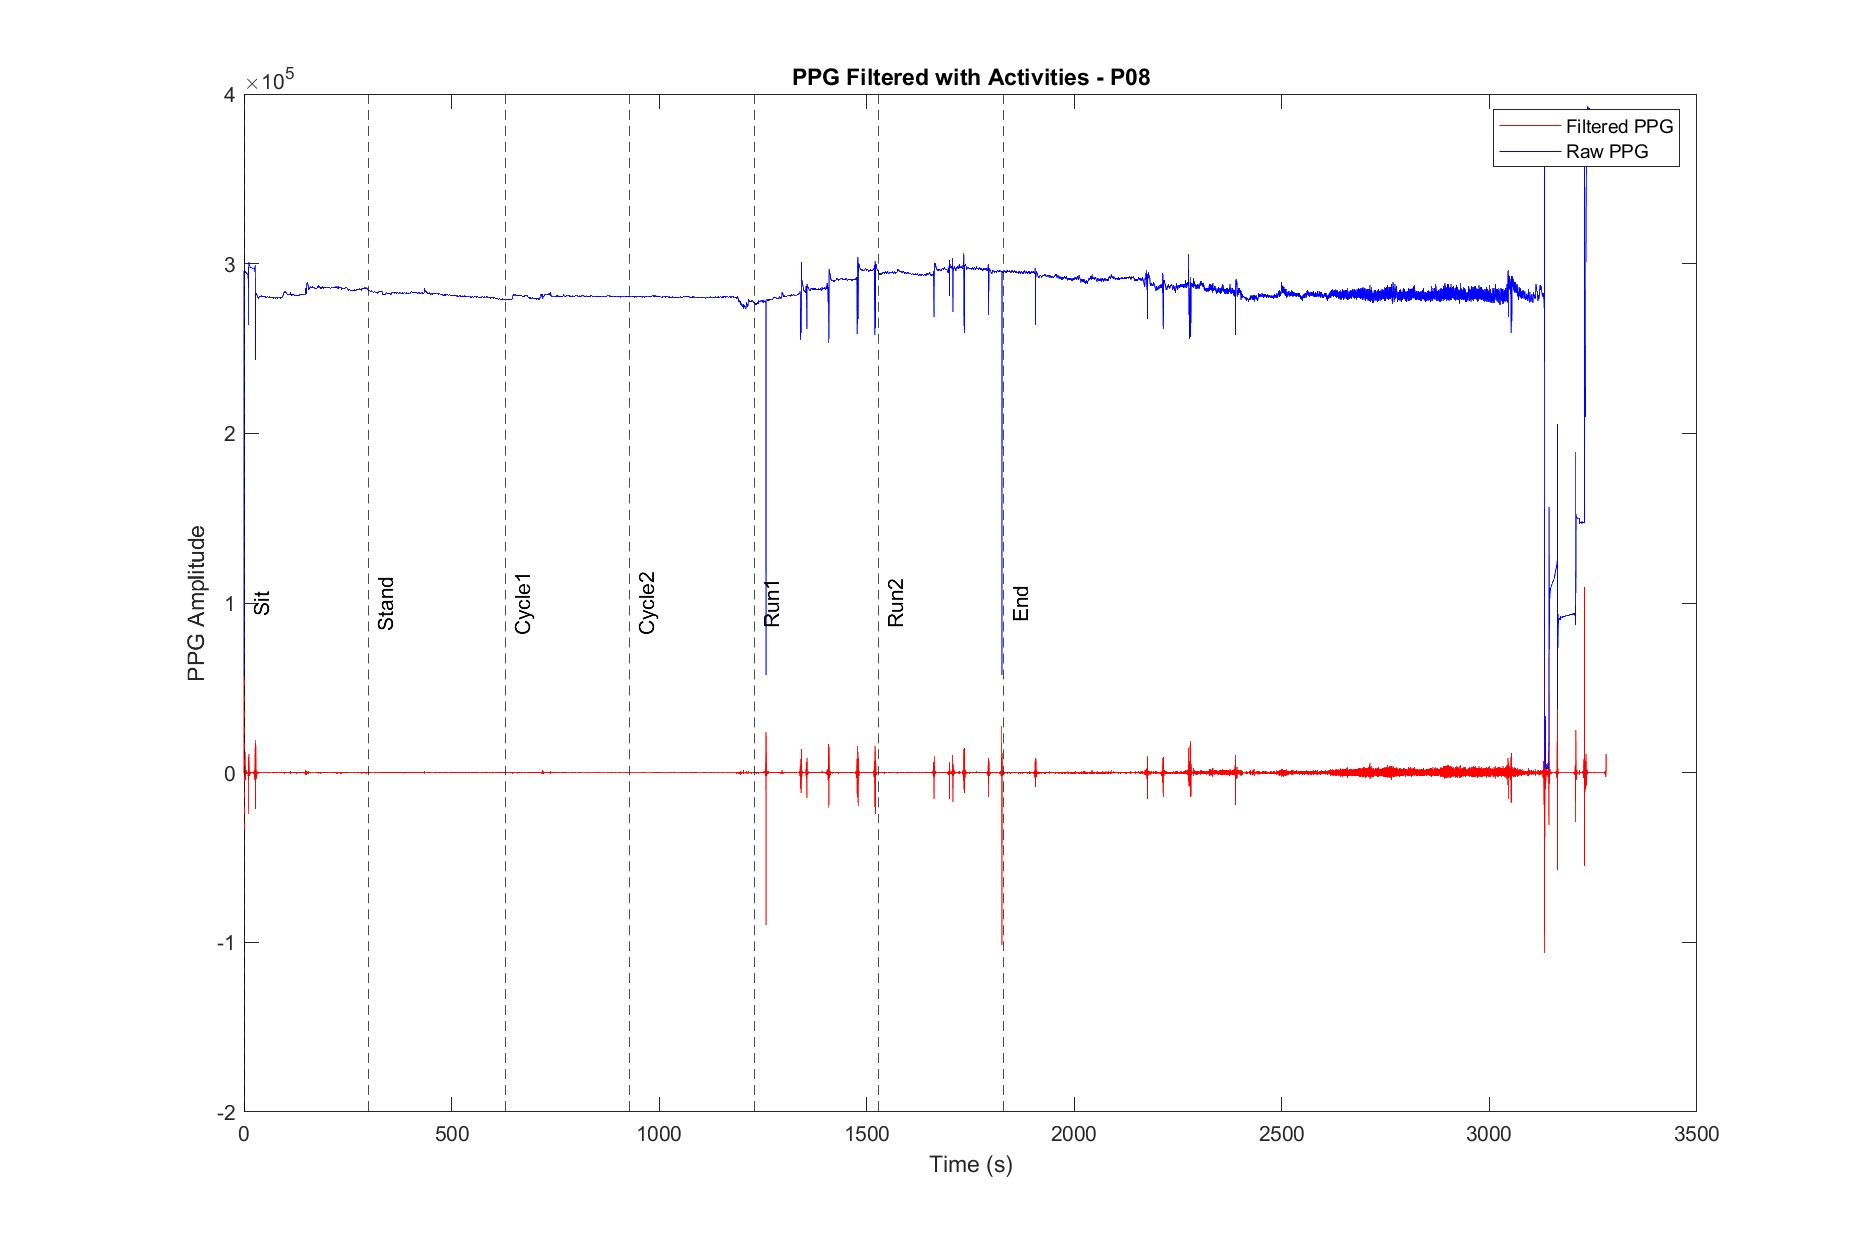 PPG Filtered with Activities - P08
×10^5
4
3
2
1
0
-1
-2
PPG Amplitude
Filtered PPG
Raw PPG
Sit
Stand
Cycle1
Cycle2
Run1
Run2
End
0 500 1000 1500 2000 2500 3000 3500
Time (s)